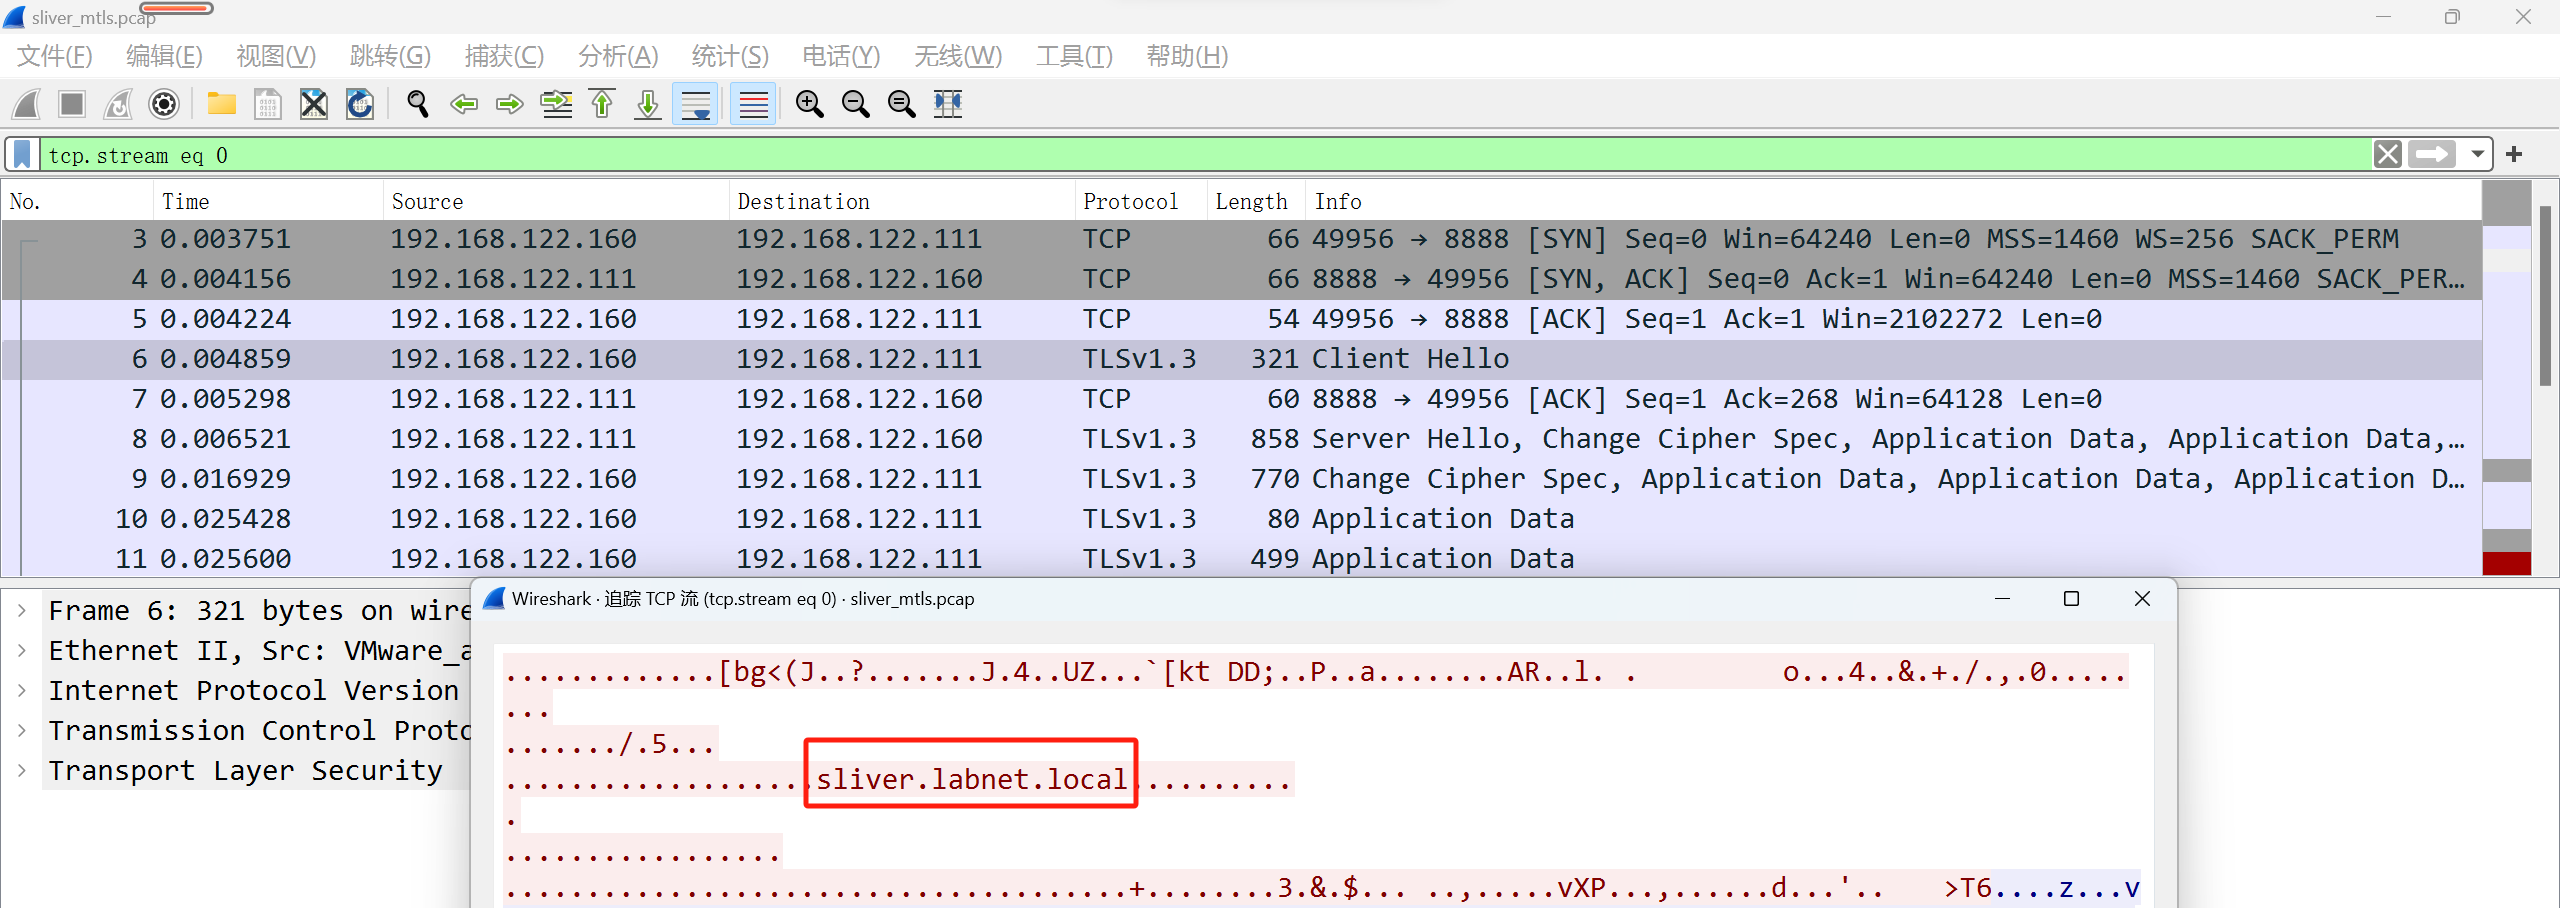 sliver_mtls.pcap
文件(F) 编辑(E) 视图(V) 跳转(G) 捕获(C) 分析(A) 统计(S) 电话(Y) 无线(W) 工具(T) 帮助(H)
tcp.stream eq 0
No. Time Source Destination Protocol Length Info
3 0.003751 192.168.122.160 192.168.122.111 TCP 66 49956 → 8888 [SYN] Seq=0 Win=64240 Len=0 MSS=1460 WS=256 SACK_PERM
4 0.004156 192.168.122.111 192.168.122.160 TCP 66 8888 → 49956 [SYN, ACK] Seq=0 Ack=1 Win=64240 Len=0 MSS=1460 SACK_PER…
5 0.004224 192.168.122.160 192.168.122.111 TCP 54 49956 → 8888 [ACK] Seq=1 Ack=1 Win=2102272 Len=0
6 0.004859 192.168.122.160 192.168.122.111 TLSv1.3 321 Client Hello
7 0.005298 192.168.122.111 192.168.122.160 TCP 60 8888 → 49956 [ACK] Seq=1 Ack=268 Win=64128 Len=0
8 0.006521 192.168.122.111 192.168.122.160 TLSv1.3 858 Server Hello, Change Cipher Spec, Application Data, Application Data,…
9 0.016929 192.168.122.160 192.168.122.111 TLSv1.3 770 Change Cipher Spec, Application Data, Application Data, Application D…
10 0.025428 192.168.122.160 192.168.122.111 TLSv1.3 80 Application Data
11 0.025600 192.168.122.160 192.168.122.111 TLSv1.3 499 Application Data
Frame 6: 321 bytes on wire
Ethernet II, Src: VMware_a
Internet Protocol Version
Transmission Control Proto
Transport Layer Security
Wireshark · 追踪 TCP 流 (tcp.stream eq 0) · sliver_mtls.pcap
.............[bg<(J..?.......J.4..UZ...`[kt DD;..P..a........AR..l. . o...4..&.+./.,.0.....
...
......./.5...
...................sliver.labnet.local..........
.
.................
......................................+........3.&.$... ..,.....vXP...,......d...'.. >T6....z...v